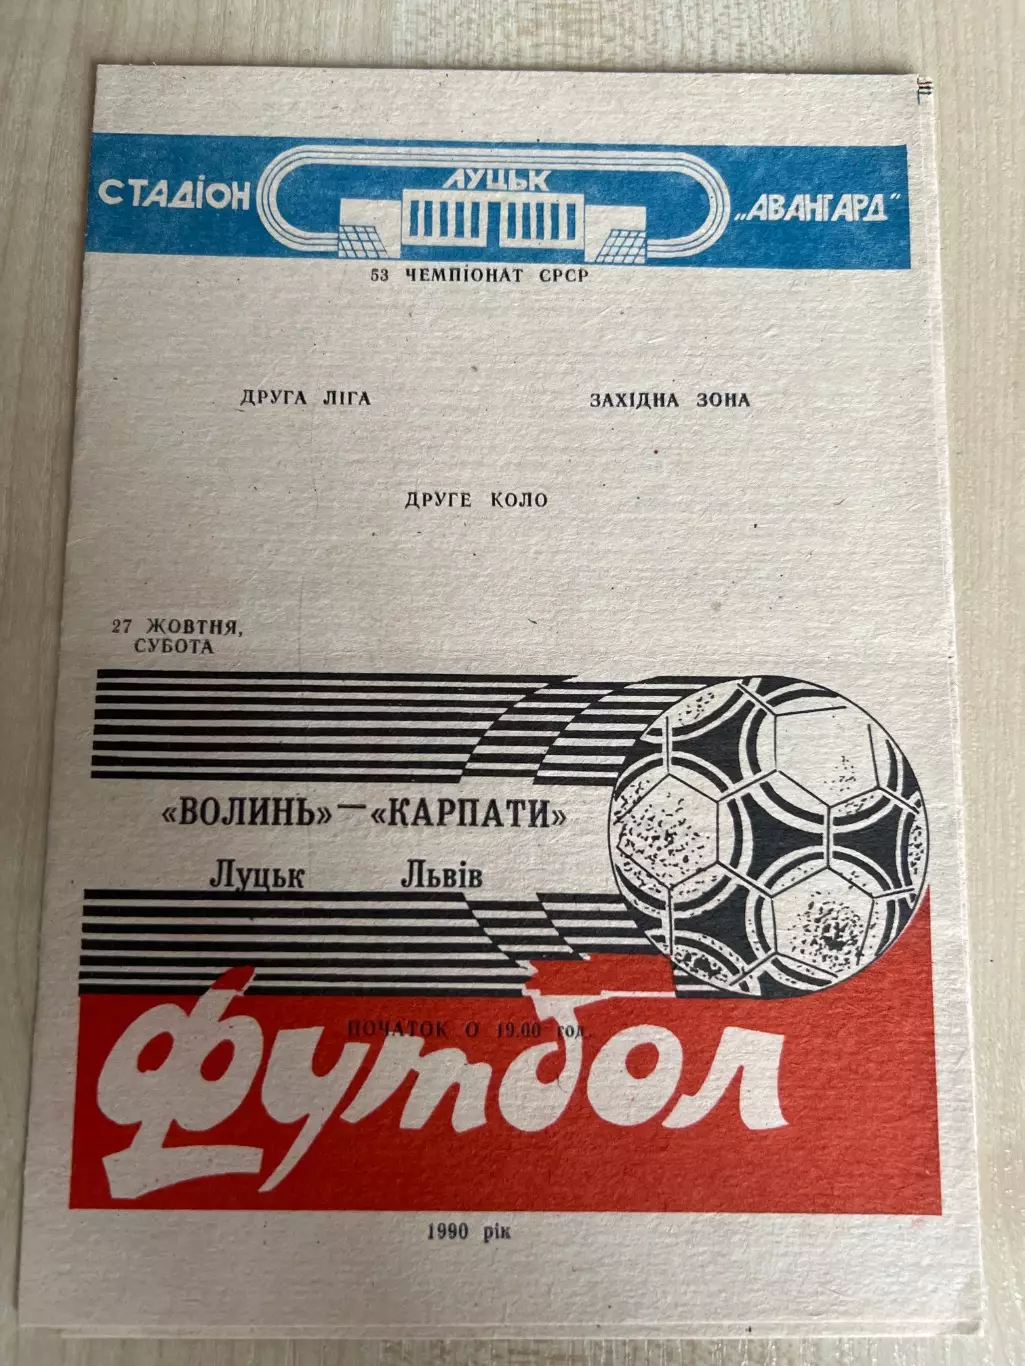 СТАДІОН ЛУЦЬК „АВАНГАРД"
53 ЧЕМПІОНАТ СРСР
ДРУГА ЛІГА ЗАХІДНА ЗОНА
ДРУГЕ КОЛО
27 ЖОВТНЯ,
СУБОТА
«ВОЛИНЬ» — «КАРПАТИ»
Луцьк Львів
ПОЧАТОК О 19.00 год.
футбол
1990 рік